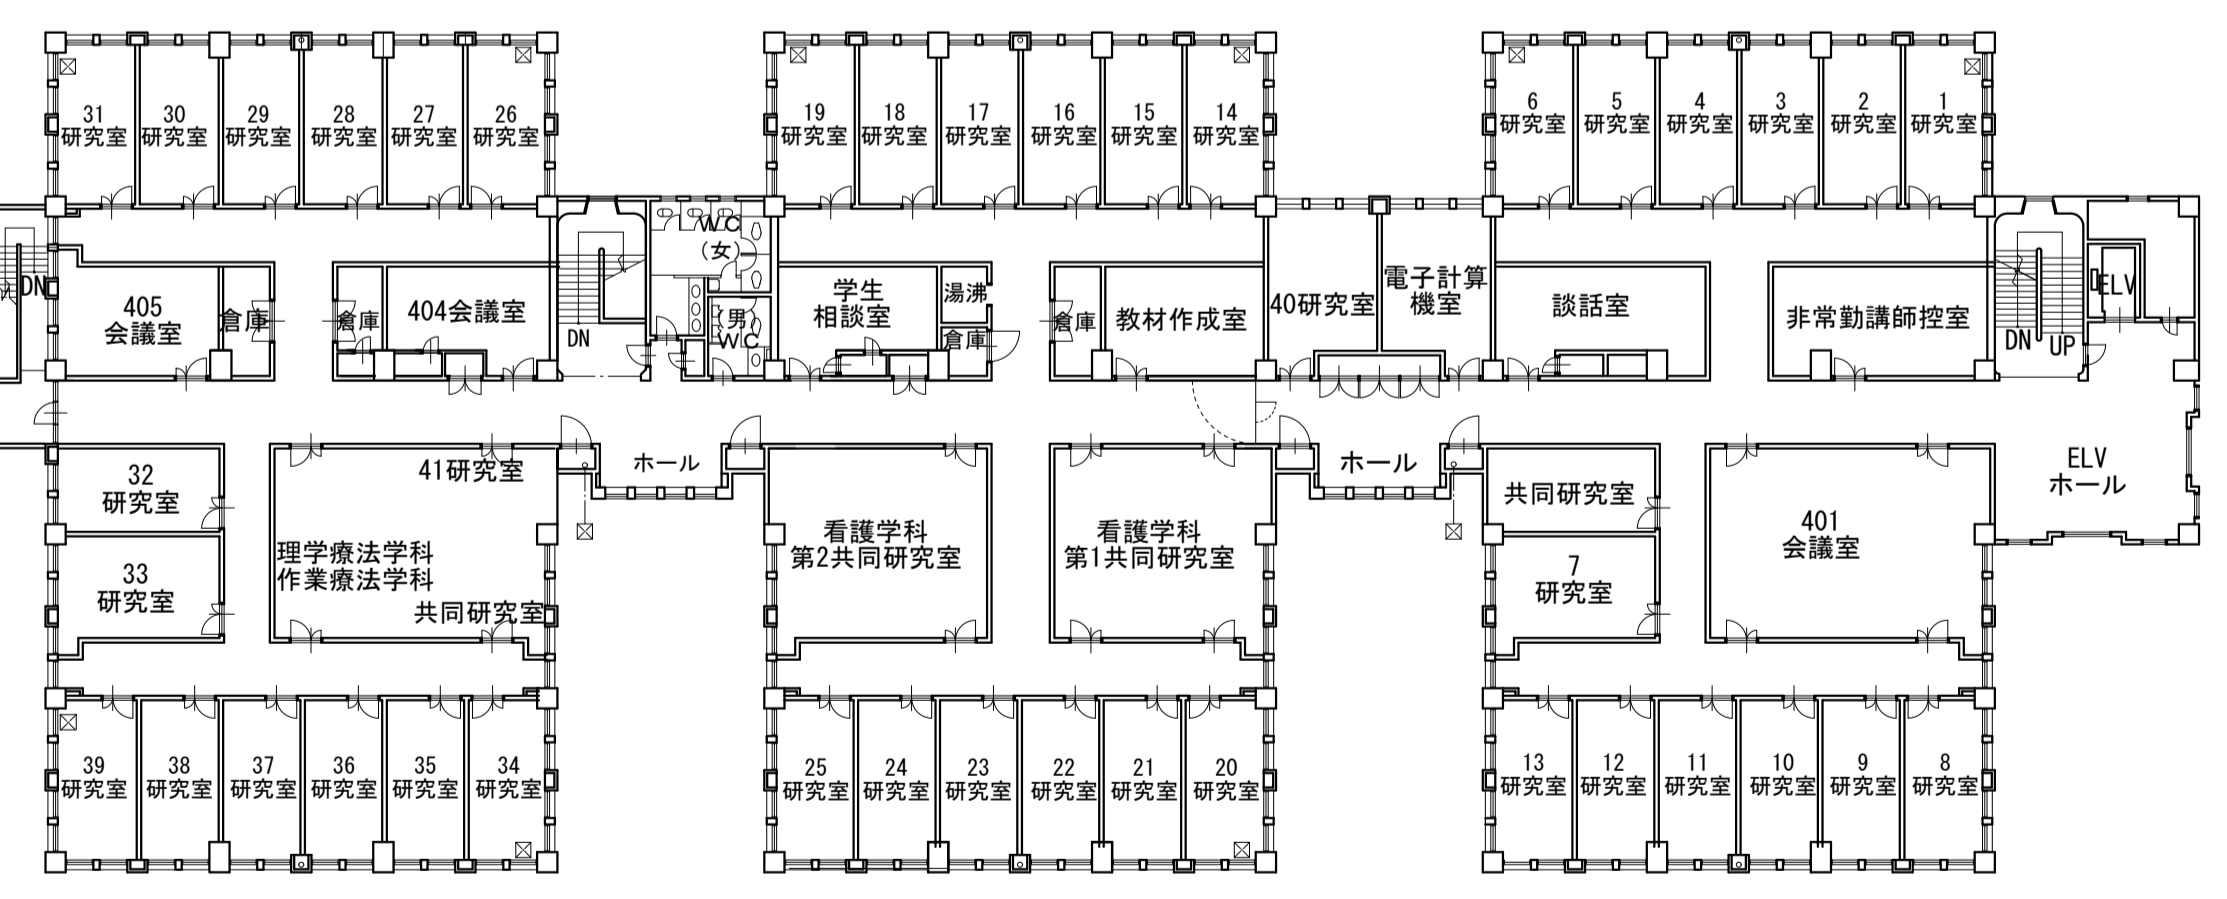 31 30 29 28 27 26
研究室 研究室 研究室 研究室 研究室 研究室
19 18 17 16 15 14
研究室 研究室 研究室 研究室 研究室 研究室
6 5 4 3 2 1
研究室 研究室 研究室 研究室 研究室 研究室
DN
405
会議室
倉庫
倉庫
404会議室
DN
WC
(女)
(男)
WC
学生
相談室
湯沸
倉庫
倉庫
教材作成室
40研究室
電子計算
機室
談話室
非常勤講師控室
DN
UP
ELV
32
研究室
33
研究室
41研究室
理学療法学科
作業療法学科
共同研究室
ホール
看護学科
第2共同研究室
看護学科
第1共同研究室
ホール
共同研究室
7
研究室
401
会議室
ELV
ホール
39 38 37 36 35 34
研究室 研究室 研究室 研究室 研究室 研究室
25 24 23 22 21 20
研究室 研究室 研究室 研究室 研究室 研究室
13 12 11 10 9 8
研究室 研究室 研究室 研究室 研究室 研究室